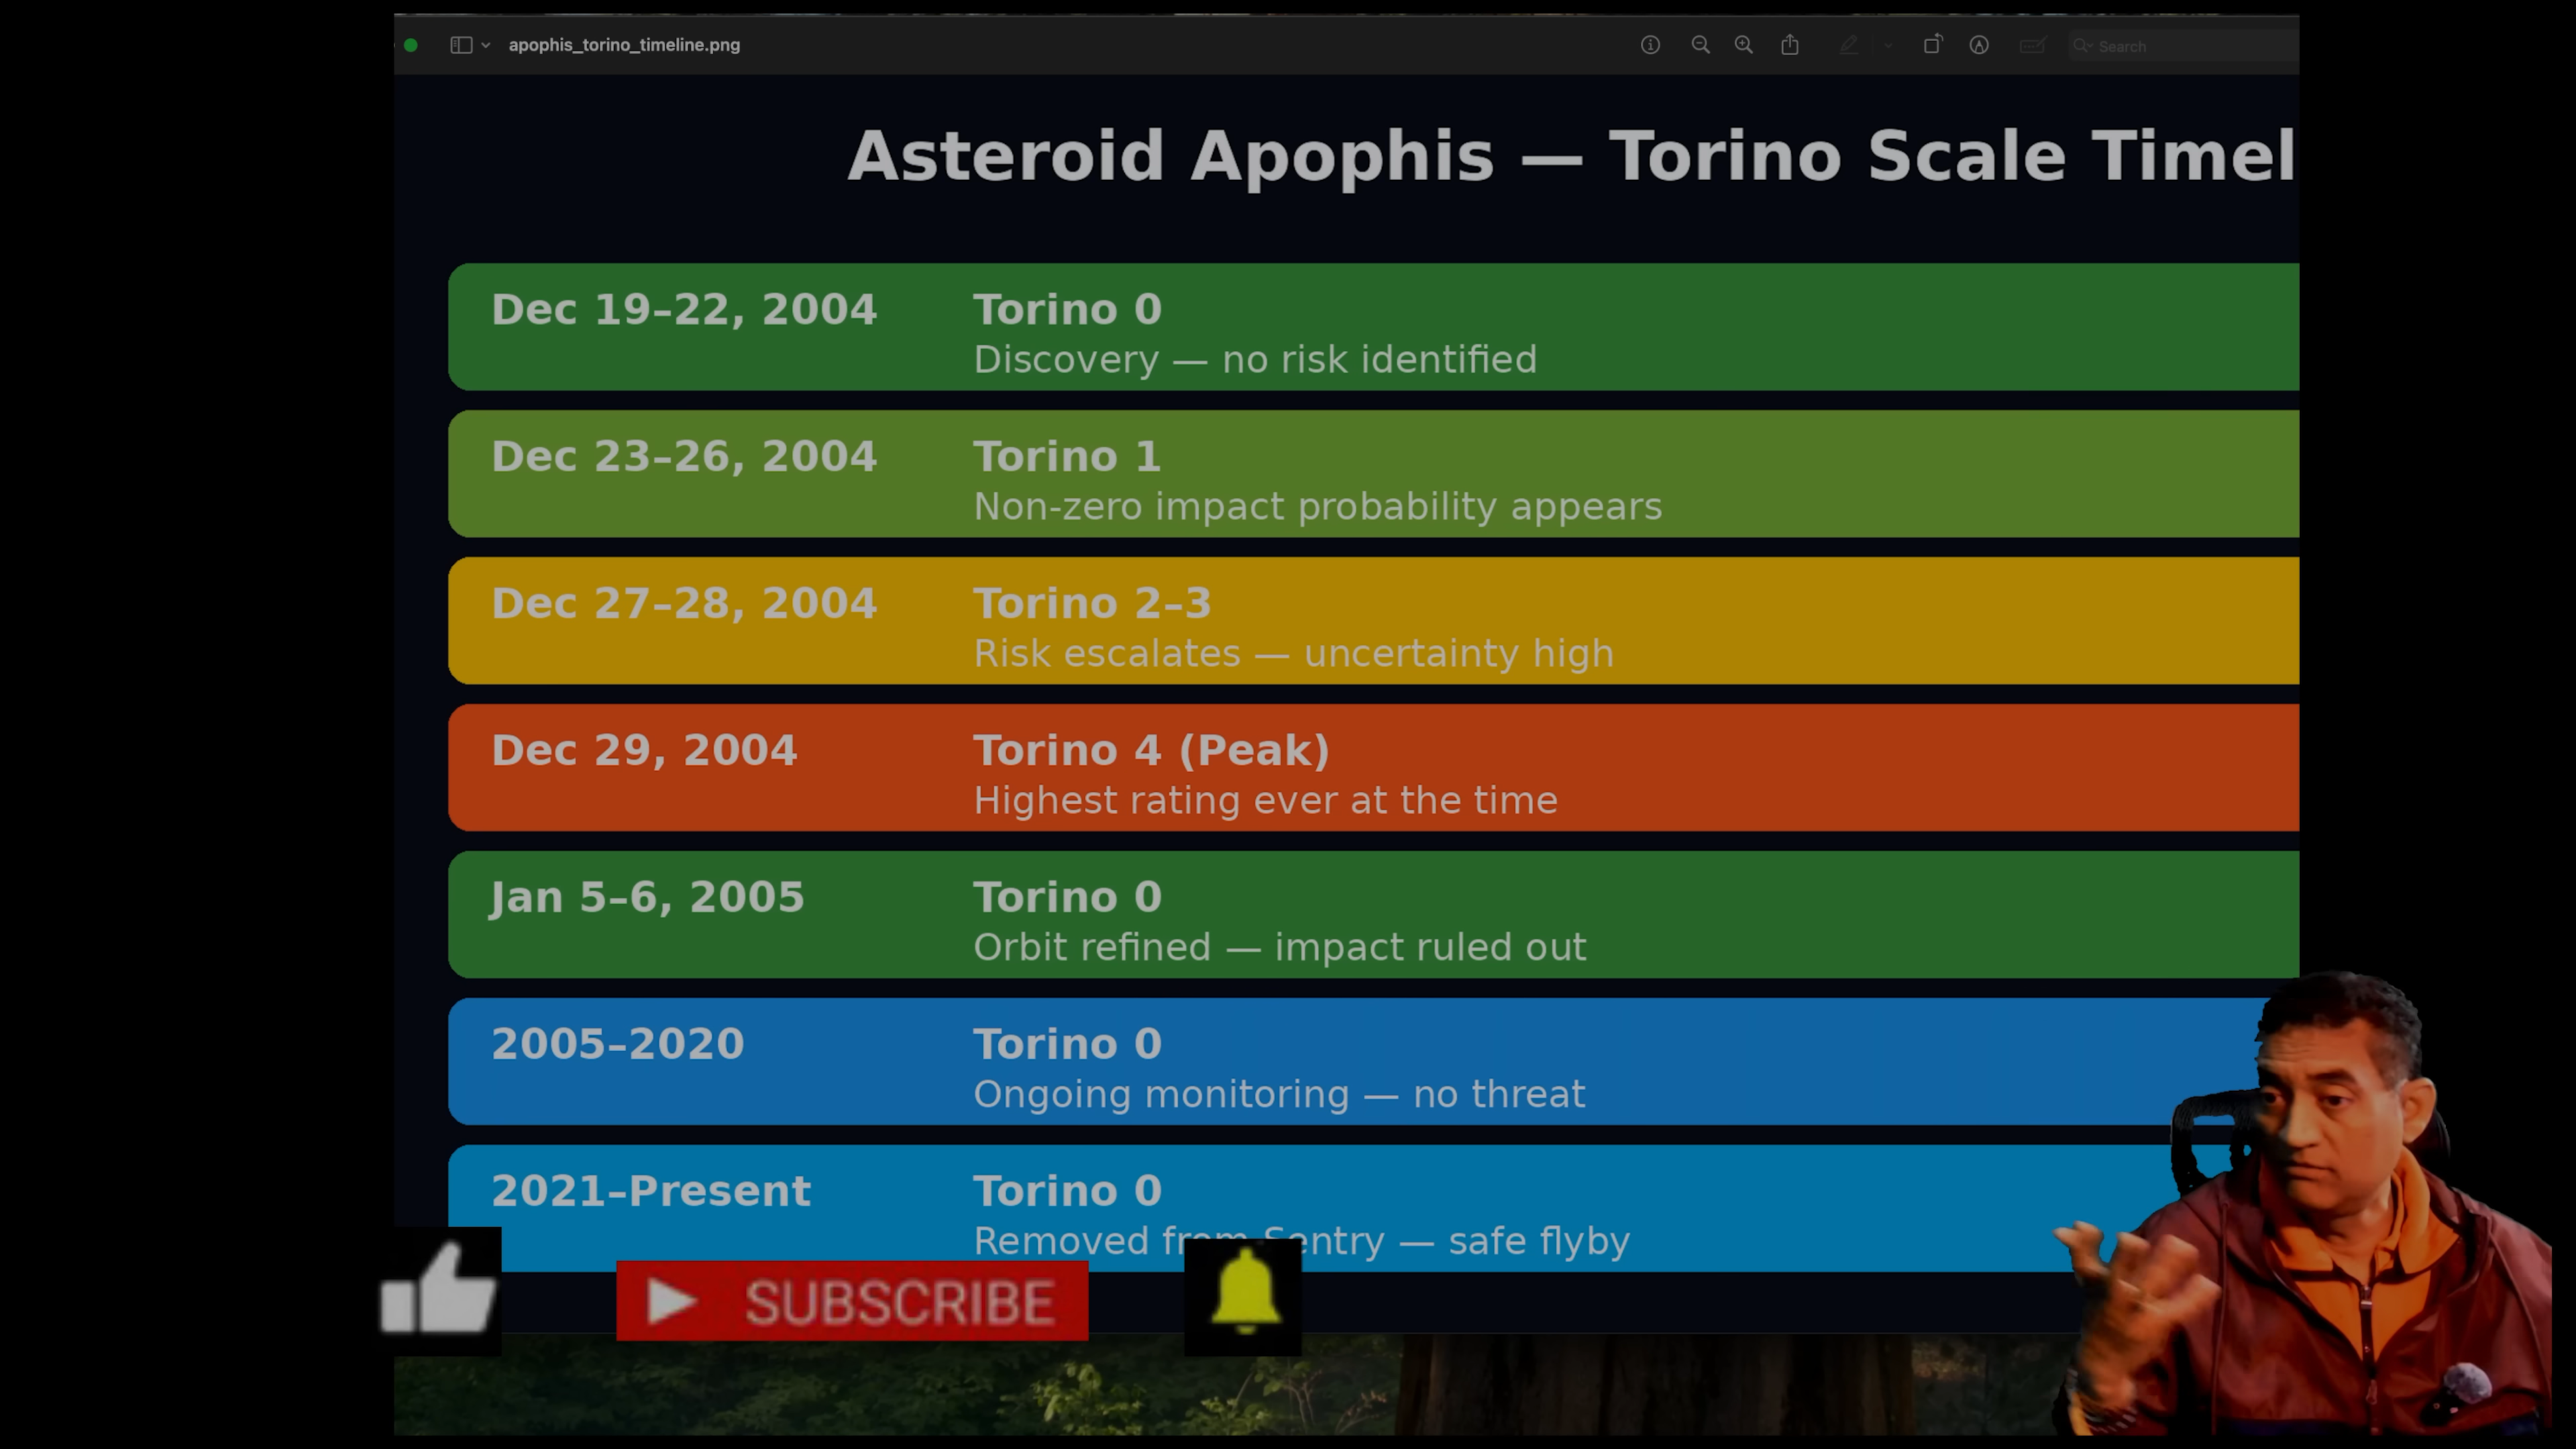 apophis_torino_timeline.png
Search
Asteroid Apophis — Torino Scale Timel
Dec 19–22, 2004
Torino 0
Discovery — no risk identified
Dec 23–26, 2004
Torino 1
Non-zero impact probability appears
Dec 27–28, 2004
Torino 2–3
Risk escalates — uncertainty high
Dec 29, 2004
Torino 4 (Peak)
Highest rating ever at the time
Jan 5–6, 2005
Torino 0
Orbit refined — impact ruled out
2005–2020
Torino 0
Ongoing monitoring — no threat
2021–Present
Torino 0
Removed from Sentry — safe flyby
SUBSCRIBE